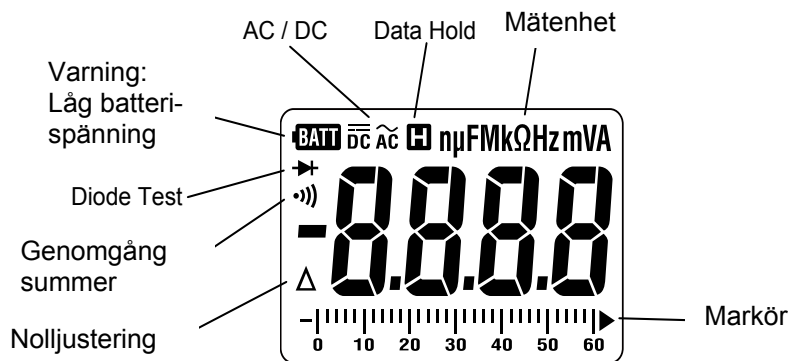 AC / DC
Data Hold
Mätenhet
Varning:
Låg batteri-
spänning
BATT DC AC H nµFMkΩHzmVA
Diode Test
Genomgång
summer
-8.8.8.8
Δ
Nolljustering
Markör
0 10 20 30 40 50 60